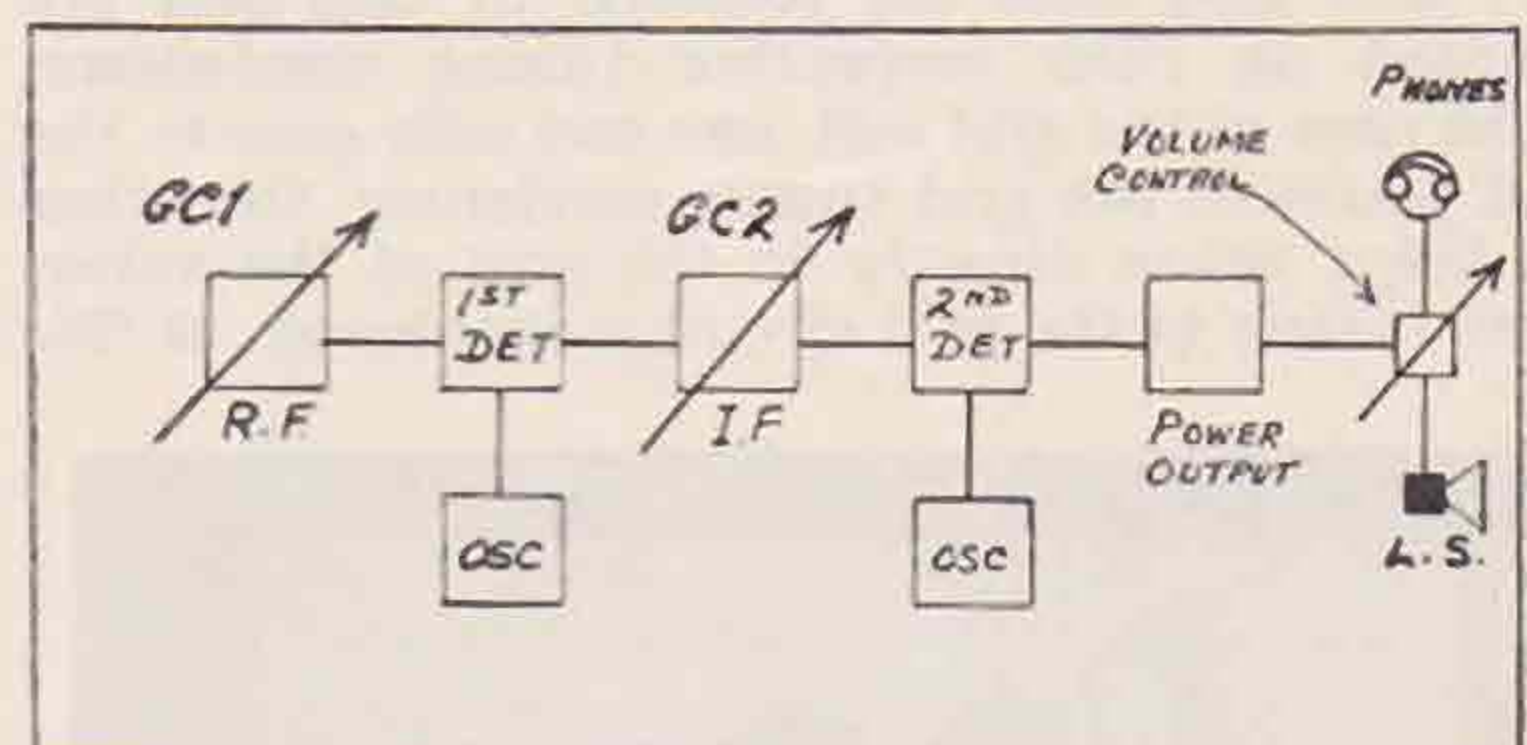 PHONES
VOLUME
CONTROL
GC1
GC2
1ST
DET
2ND
DET
R.F.
I.F
POWER
OUTPUT
OSC
OSC
L.S.